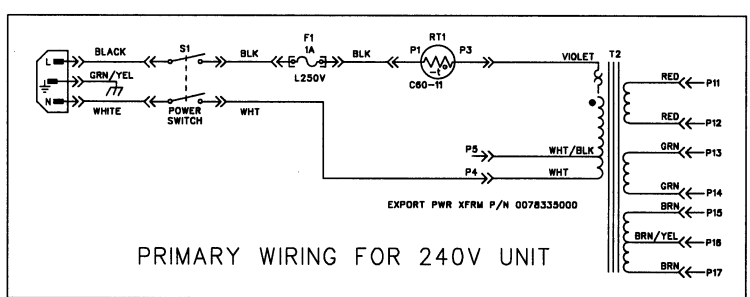 F1
RT1
BLACK
S1
BLK
1A
BLK
P1
P3
VIOLET
T2
L
GRN/YEL
L250V
-t°
C60-11
RED
P11
N
WHITE
POWER
SWITCH
WHT
RED
P12
P5
WHT/BLK
GRN
P13
P4
WHT
GRN
P14
EXPORT PWR XFRM P/N 0078335000
BRN
P15
BRN/YEL
P16
BRN
P17
PRIMARY WIRING FOR 240V UNIT